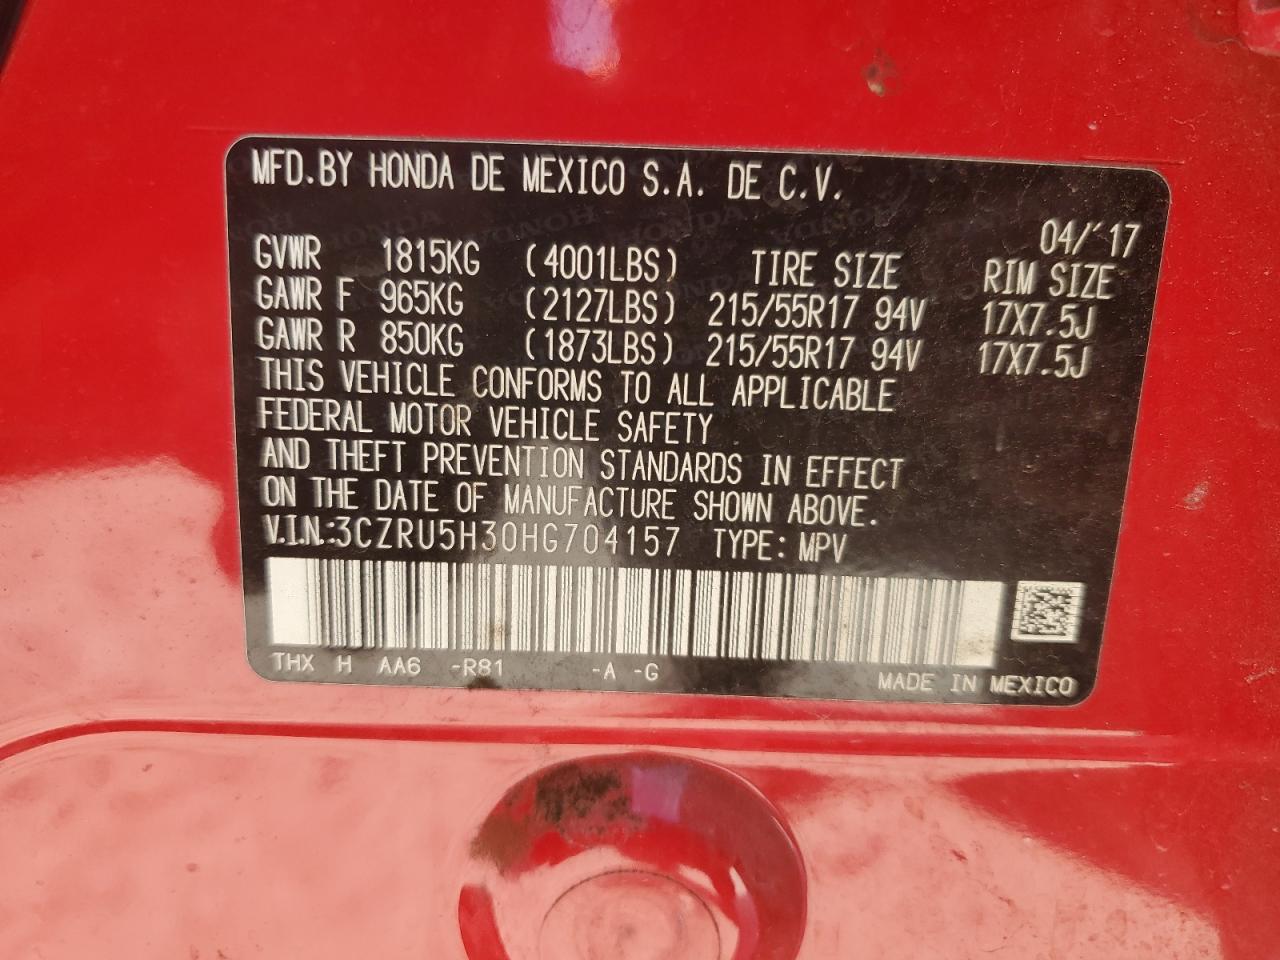 MFD.BY HONDA DE MEXICO S.A. DE C.V.
04/'17
GVWR 1815KG (4001LBS) TIRE SIZE RIM SIZE
GAWR F 965KG (2127LBS) 215/55R17 94V 17X7.5J
GAWR R 850KG (1873LBS) 215/55R17 94V 17X7.5J
THIS VEHICLE CONFORMS TO ALL APPLICABLE
FEDERAL MOTOR VEHICLE SAFETY
AND THEFT PREVENTION STANDARDS IN EFFECT
ON THE DATE OF MANUFACTURE SHOWN ABOVE.
V.I.N.:3CZRU5H30HG704157 TYPE: MPV
THX H AA6 -R81 -A -G MADE IN MEXICO